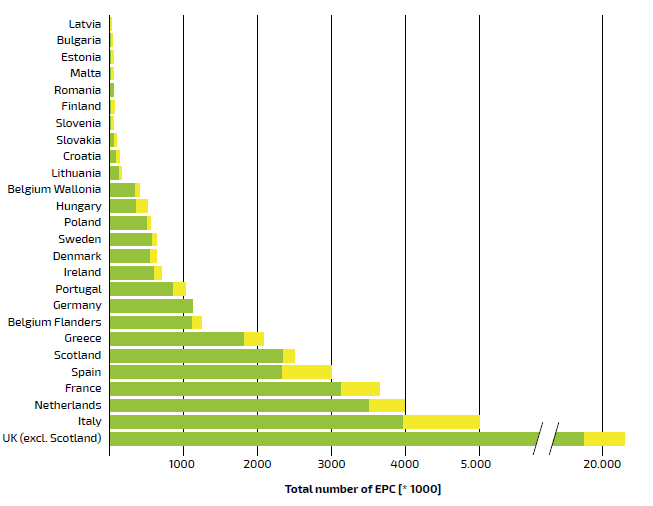 Latvia
Bulgaria
Estonia
Malta
Romania
Finland
Slovenia
Slovakia
Croatia
Lithuania
Belgium Wallonia
Hungary
Poland
Sweden
Denmark
Ireland
Portugal
Germany
Belgium Flanders
Greece
Scotland
Spain
France
Netherlands
Italy
UK (excl. Scotland)
1000 2000 3000 4000 5.000 20.000
Total number of EPC [* 1000]